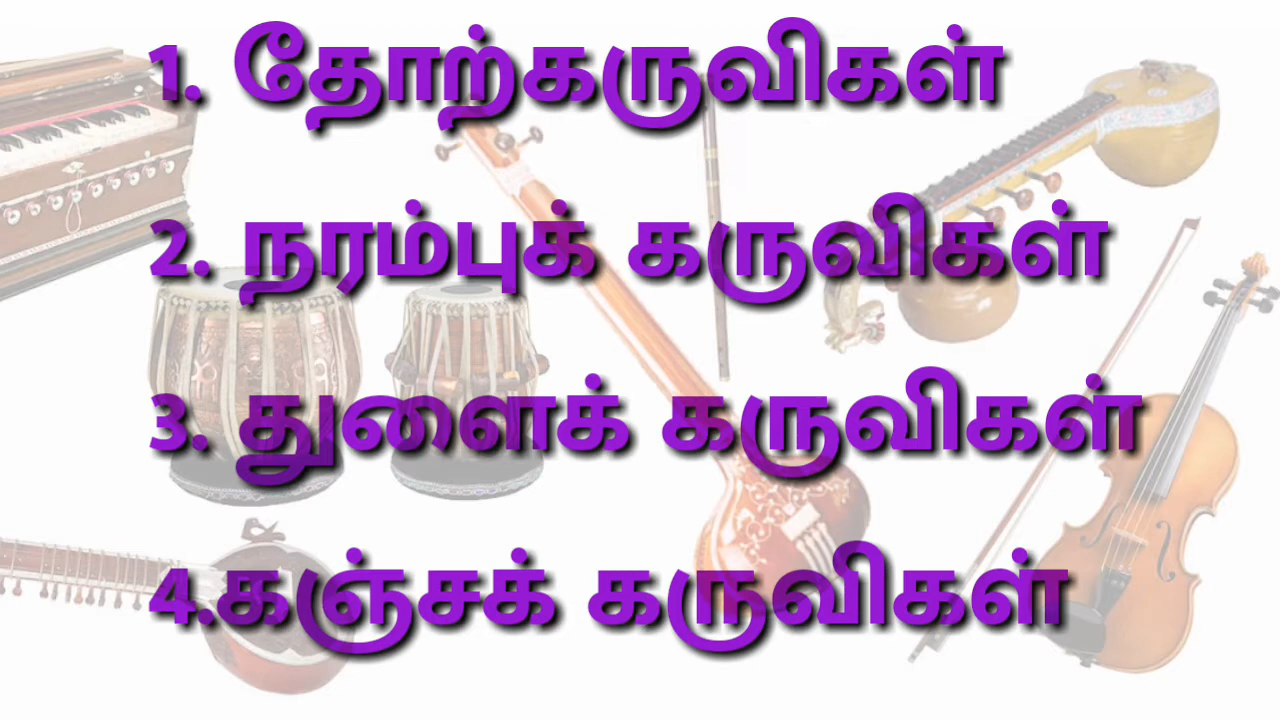 1. தோற்கருவிகள்
2. நரம்புக் கருவிகள்
3. துளைக் கருவிகள்
4.கஞ்சக் கருவிகள்